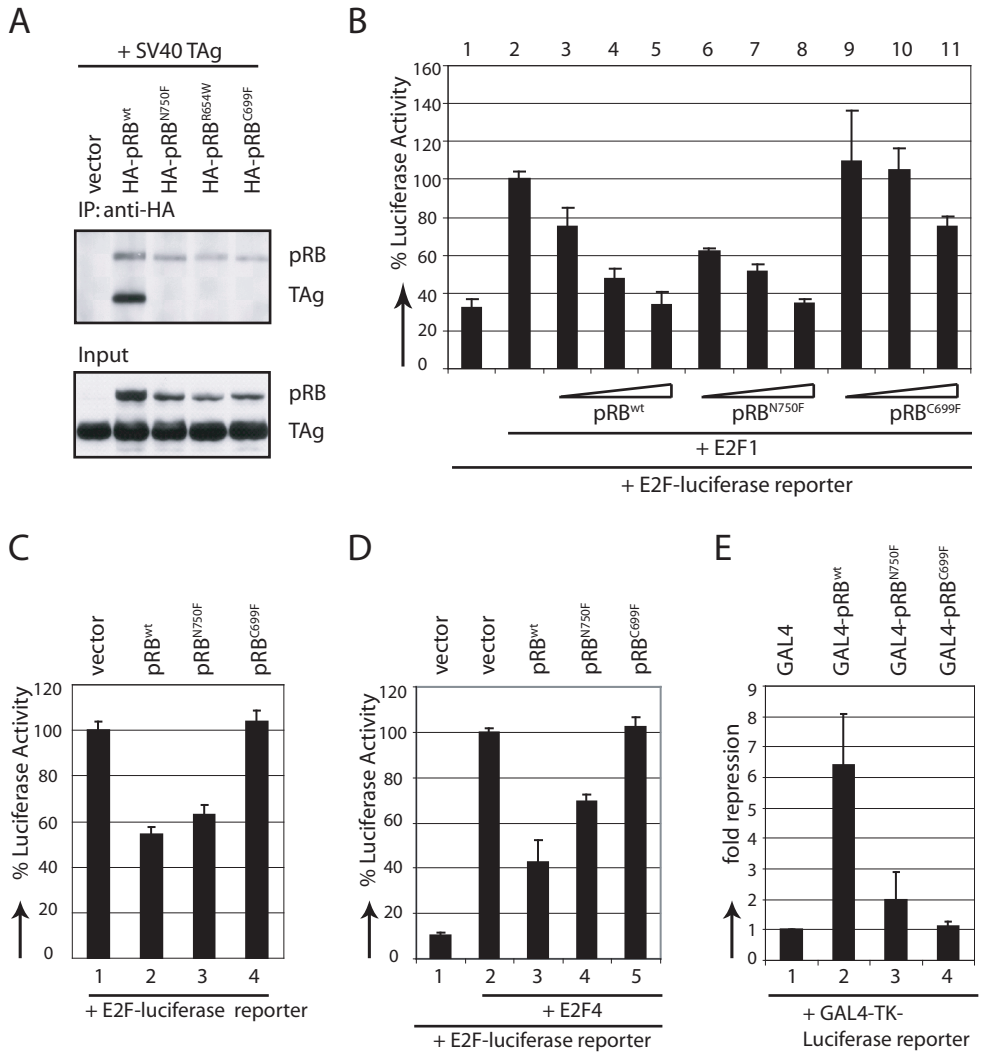 A
+ SV40 TAg
vector
HA-pRBwt
HA-pRBN750F
HA-pRBR654W
HA-pRBC699F
IP: anti-HA
pRB
TAg
Input
pRB
TAg
B
1 2 3 4 5 6 7 8 9 10 11
% Luciferase Activity
160
140
120
100
80
60
40
20
0
pRBwt pRBN750F pRBC699F
+ E2F1
+ E2F-luciferase reporter
C
vector
pRBwt
pRBN750F
pRBC699F
% Luciferase Activity
120
100
80
60
40
20
0
1 2 3 4
+ E2F-luciferase reporter
D
vector
vector
pRBwt
pRBN750F
pRBC699F
% Luciferase Activity
120
100
80
60
40
20
0
1 2 3 4 5
+ E2F4
+ E2F-luciferase reporter
E
GAL4
GAL4-pRBwt
GAL4-pRBN750F
GAL4-pRBC699F
fold repression
9
8
7
6
5
4
3
2
1
0
1 2 3 4
+ GAL4-TK-
Luciferase reporter